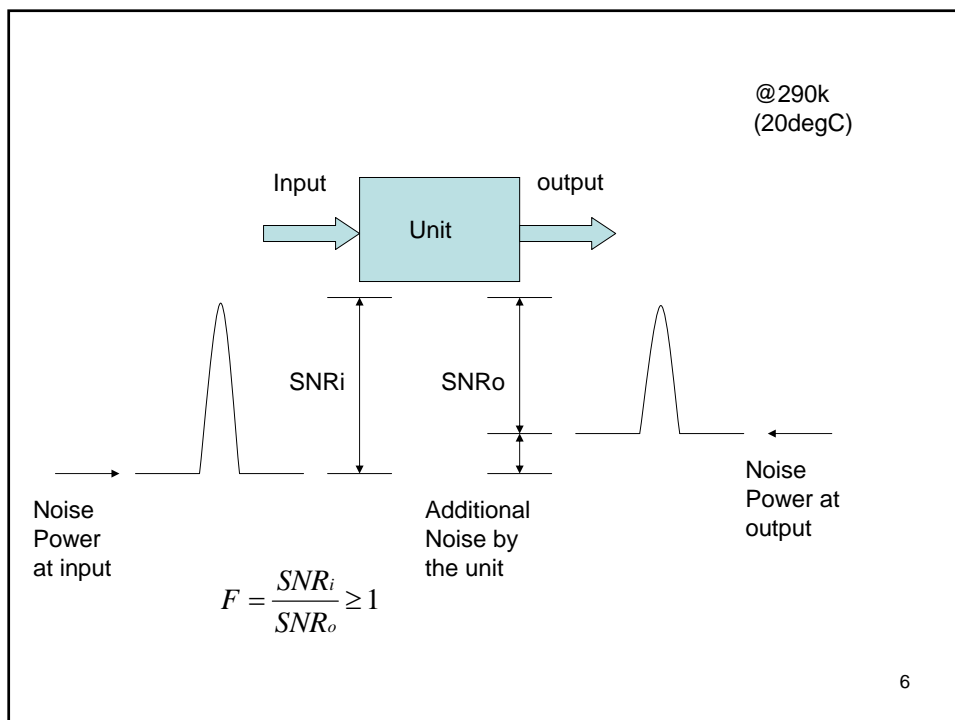 @290k
(20degC)
Input
output
Unit
SNRi
SNRo
Noise
Power
at input
Additional
Noise by
the unit
Noise
Power at
output
F = SNRi / SNRo ≥ 1
6